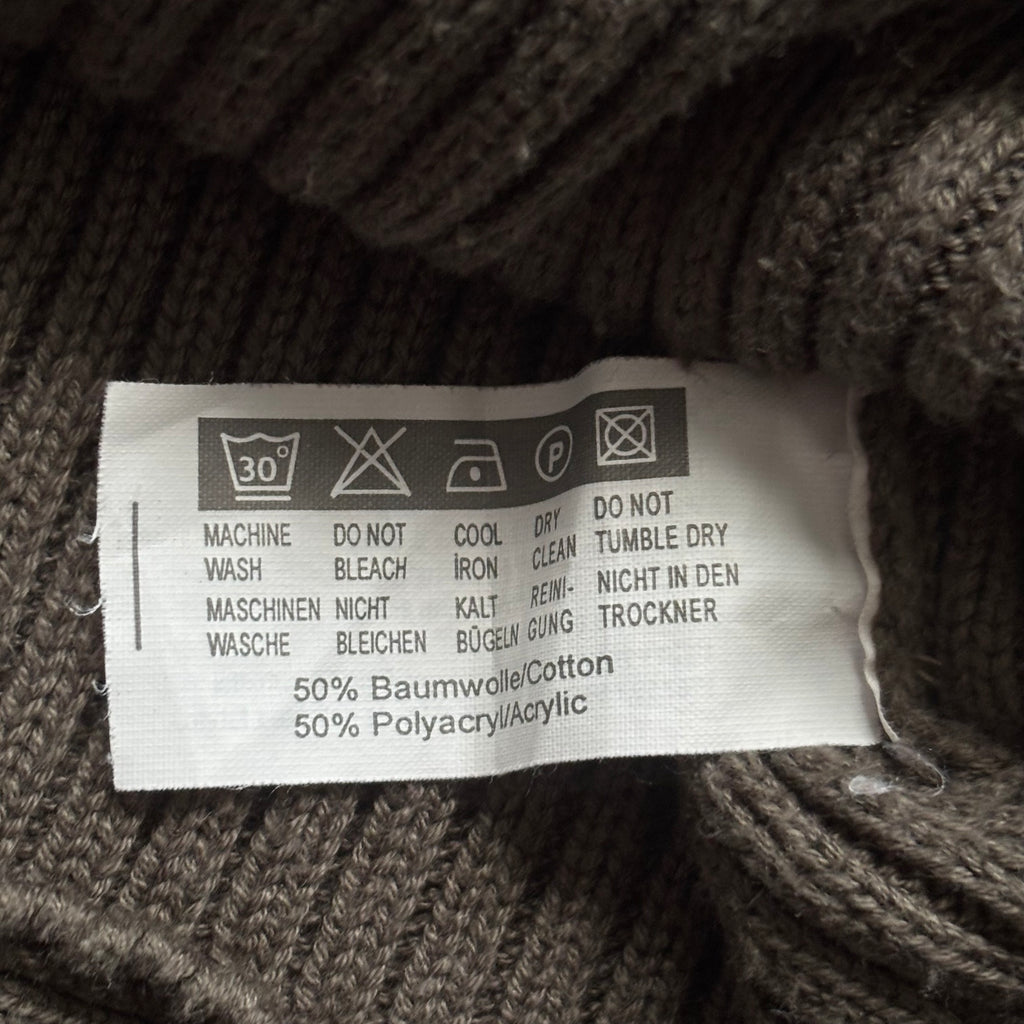 30°
P
MACHINE WASH
MASCHINEN WASCHE
DO NOT BLEACH
NICHT BLEICHEN
COOL İRON
KALT BÜGELN
DRY CLEAN
REINI- GUNG
DO NOT TUMBLE DRY
NICHT IN DEN TROCKNER
50% Baumwolle/Cotton
50% Polyacryl/Acrylic